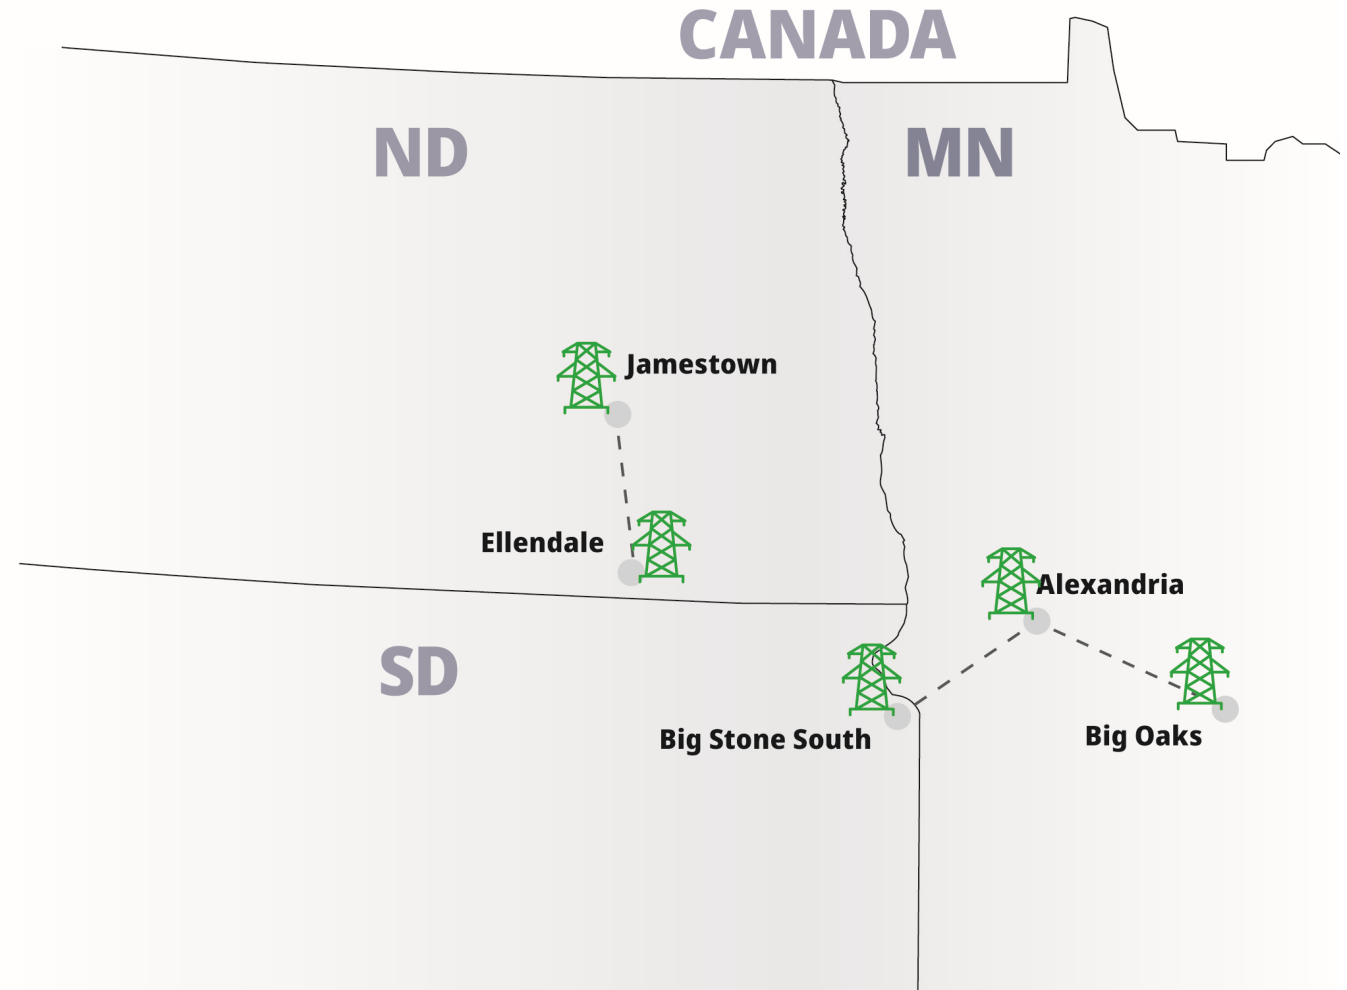 CANADA
ND
MN
Jamestown
Ellendale
Alexandria
SD
Big Stone South
Big Oaks